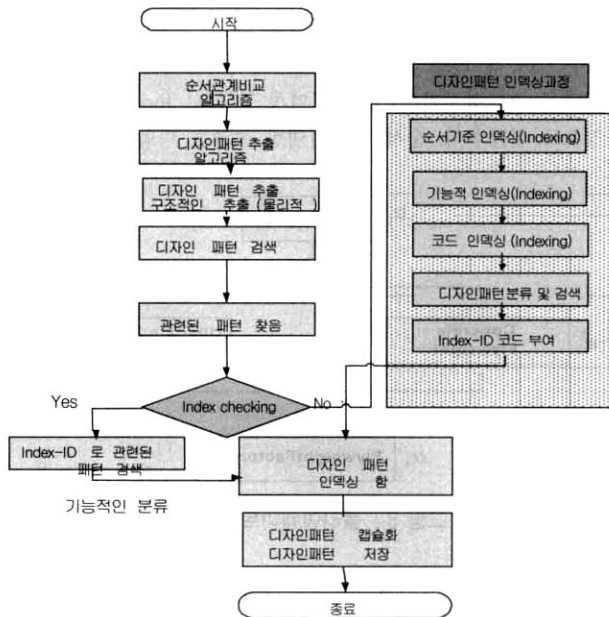 시작
순서관계비교
알고리즘
디자인패턴 추출
알고리즘
디자인 패턴 추출
구조적인 추출 (물리적 )
디자인 패턴 검색
관련된 패턴 찾음
Index checking
Yes
No
Index-ID 로 관련된
패턴 검색
기능적인 분류
디자인패턴 인덱싱과정
순서기준 인덱싱(Indexing)
기능적 인덱싱(Indexing)
코드 인덱싱 (Indexing)
디자인패턴분류 및 검색
Index-ID 코드 부여
디자인 패턴
인덱싱 함
디자인패턴 캡슐화
디자인패턴 저장
종료